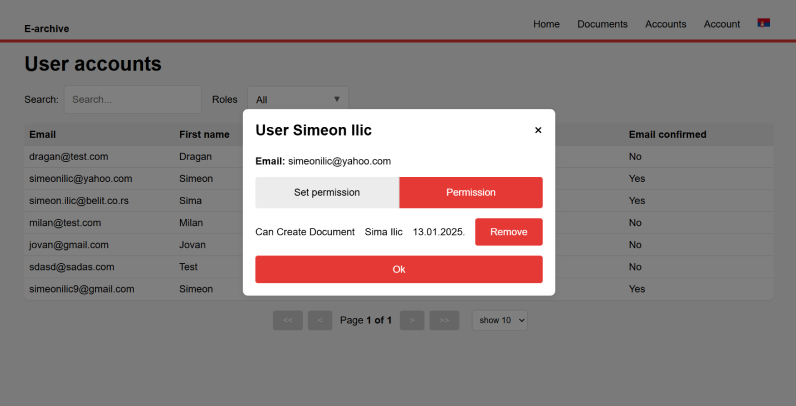 E-archive Home Documents Accounts Account
User accounts
Search: Search... Roles All ▼
Email First name Email confirmed
dragan@test.com Dragan No
simeonilic@yahoo.com Simeon Yes
simeon.ilic@belit.co.rs Sima Yes
milan@test.com Milan No
jovan@gmail.com Jovan No
sdasd@sadas.com Test No
simeonilic9@gmail.com Simeon Yes
User Simeon Ilic ×
Email: simeonilic@yahoo.com
Set permission Permission
Can Create Document Sima Ilic 13.01.2025. Remove
Ok
<< < Page 1 of 1 > >> show 10